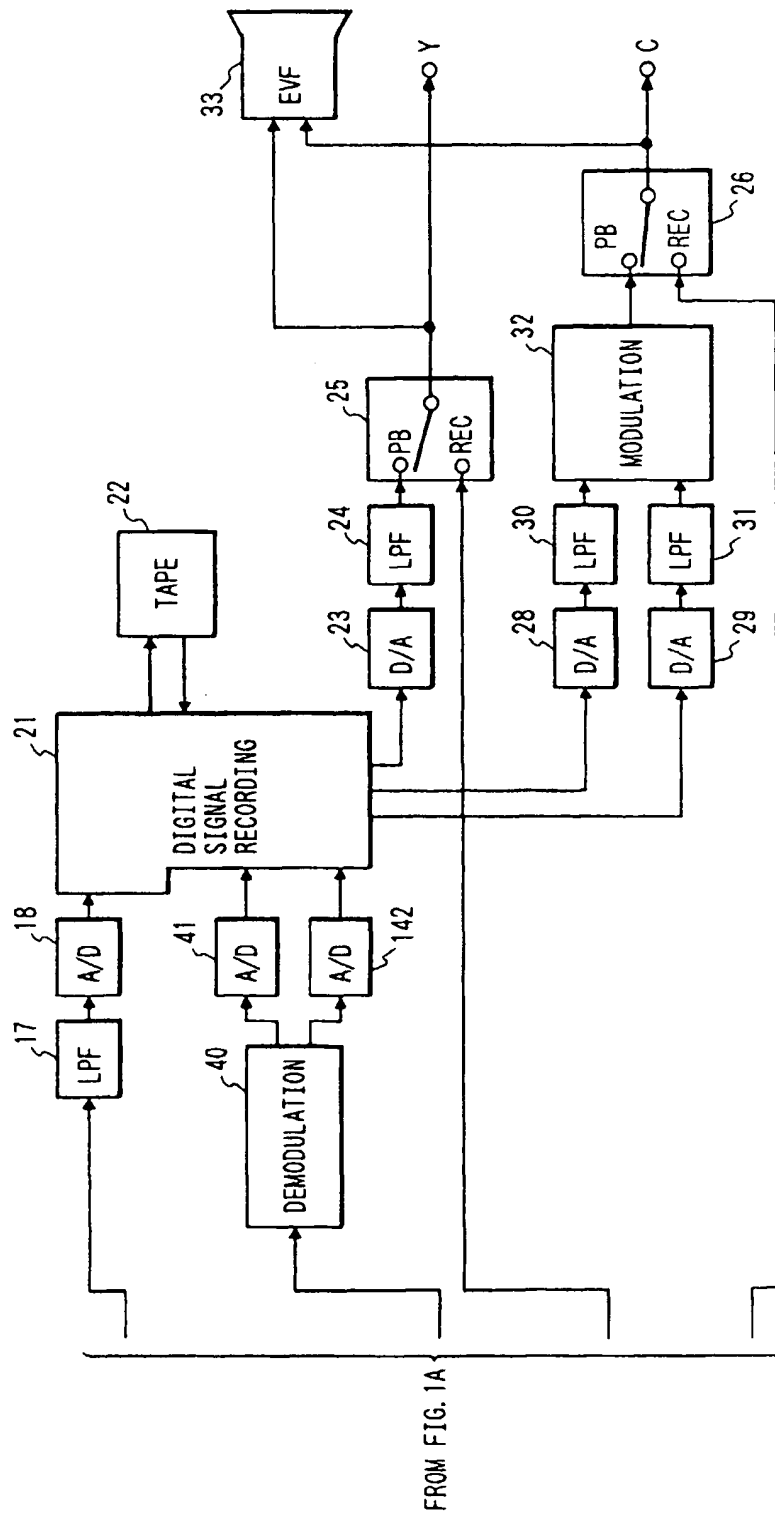 FROM FIG. 1A
17
LPF
18
A/D
21
DIGITAL
SIGNAL
RECORDING
22
TAPE
40
DEMODULATION
41
A/D
A/D
142
23
D/A
24
LPF
25
PB
REC
33
EVF
Y
28
D/A
30
LPF
D/A
29
LPF
31
32
MODULATION
PB
REC
26
C